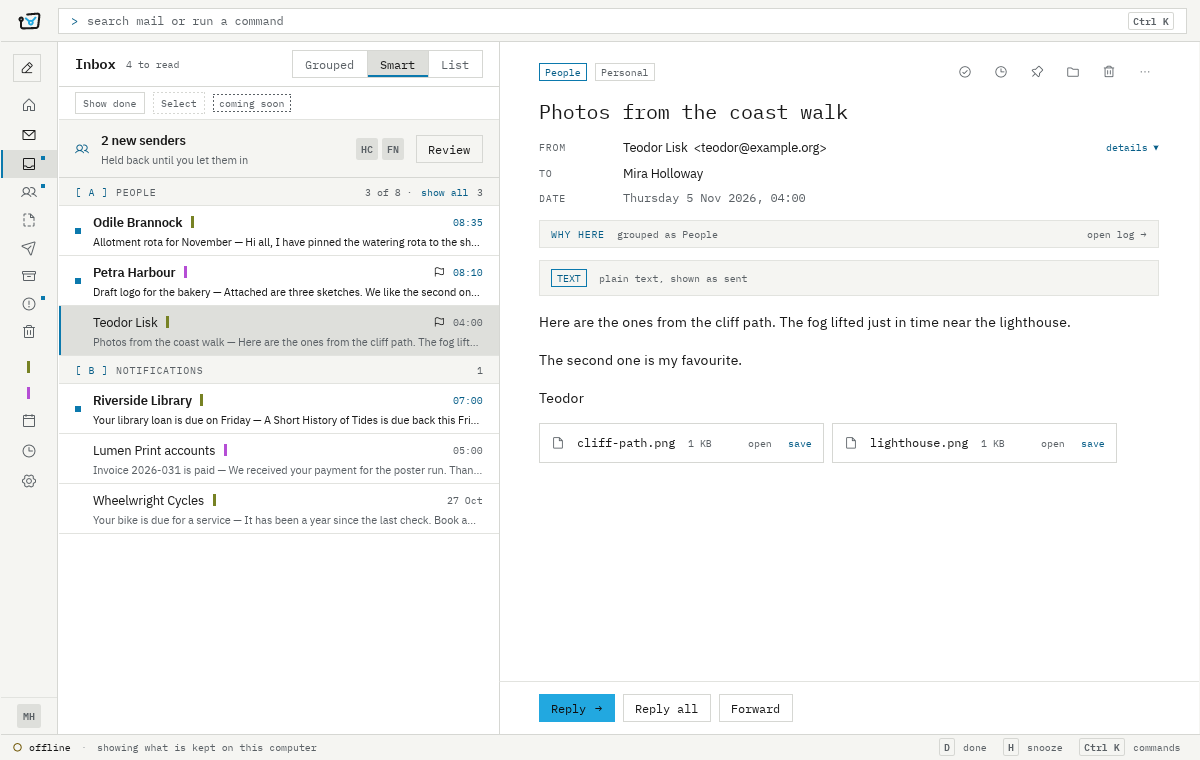 > search mail or run a command Ctrl K
Inbox 4 to read Grouped Smart List
Show done Select coming soon
2 new senders
Held back until you let them in
HC FN Review
[ A ] PEOPLE 3 of 8 · show all 3
Odile Brannock 08:35
Allotment rota for November — Hi all, I have pinned the watering rota to the sh…
Petra Harbour 08:10
Draft logo for the bakery — Attached are three sketches. We like the second on…
Teodor Lisk 04:00
Photos from the coast walk — Here are the ones from the cliff path. The fog lift…
[ B ] NOTIFICATIONS 1
Riverside Library 07:00
Your library loan is due on Friday — A Short History of Tides is due back this Fri…
Lumen Print accounts 05:00
Invoice 2026-031 is paid — We received your payment for the poster run. Than…
Wheelwright Cycles 27 Oct
Your bike is due for a service — It has been a year since the last check. Book a…
MH
People Personal
Photos from the coast walk
FROM Teodor Lisk <teodor@example.org> details ▾
TO Mira Holloway
DATE Thursday 5 Nov 2026, 04:00
WHY HERE grouped as People open log →
TEXT plain text, shown as sent
Here are the ones from the cliff path. The fog lifted just in time near the lighthouse.
The second one is my favourite.
Teodor
cliff-path.png 1 KB open save
lighthouse.png 1 KB open save
Reply → Reply all Forward
offline · showing what is kept on this computer
D done H snooze Ctrl K commands